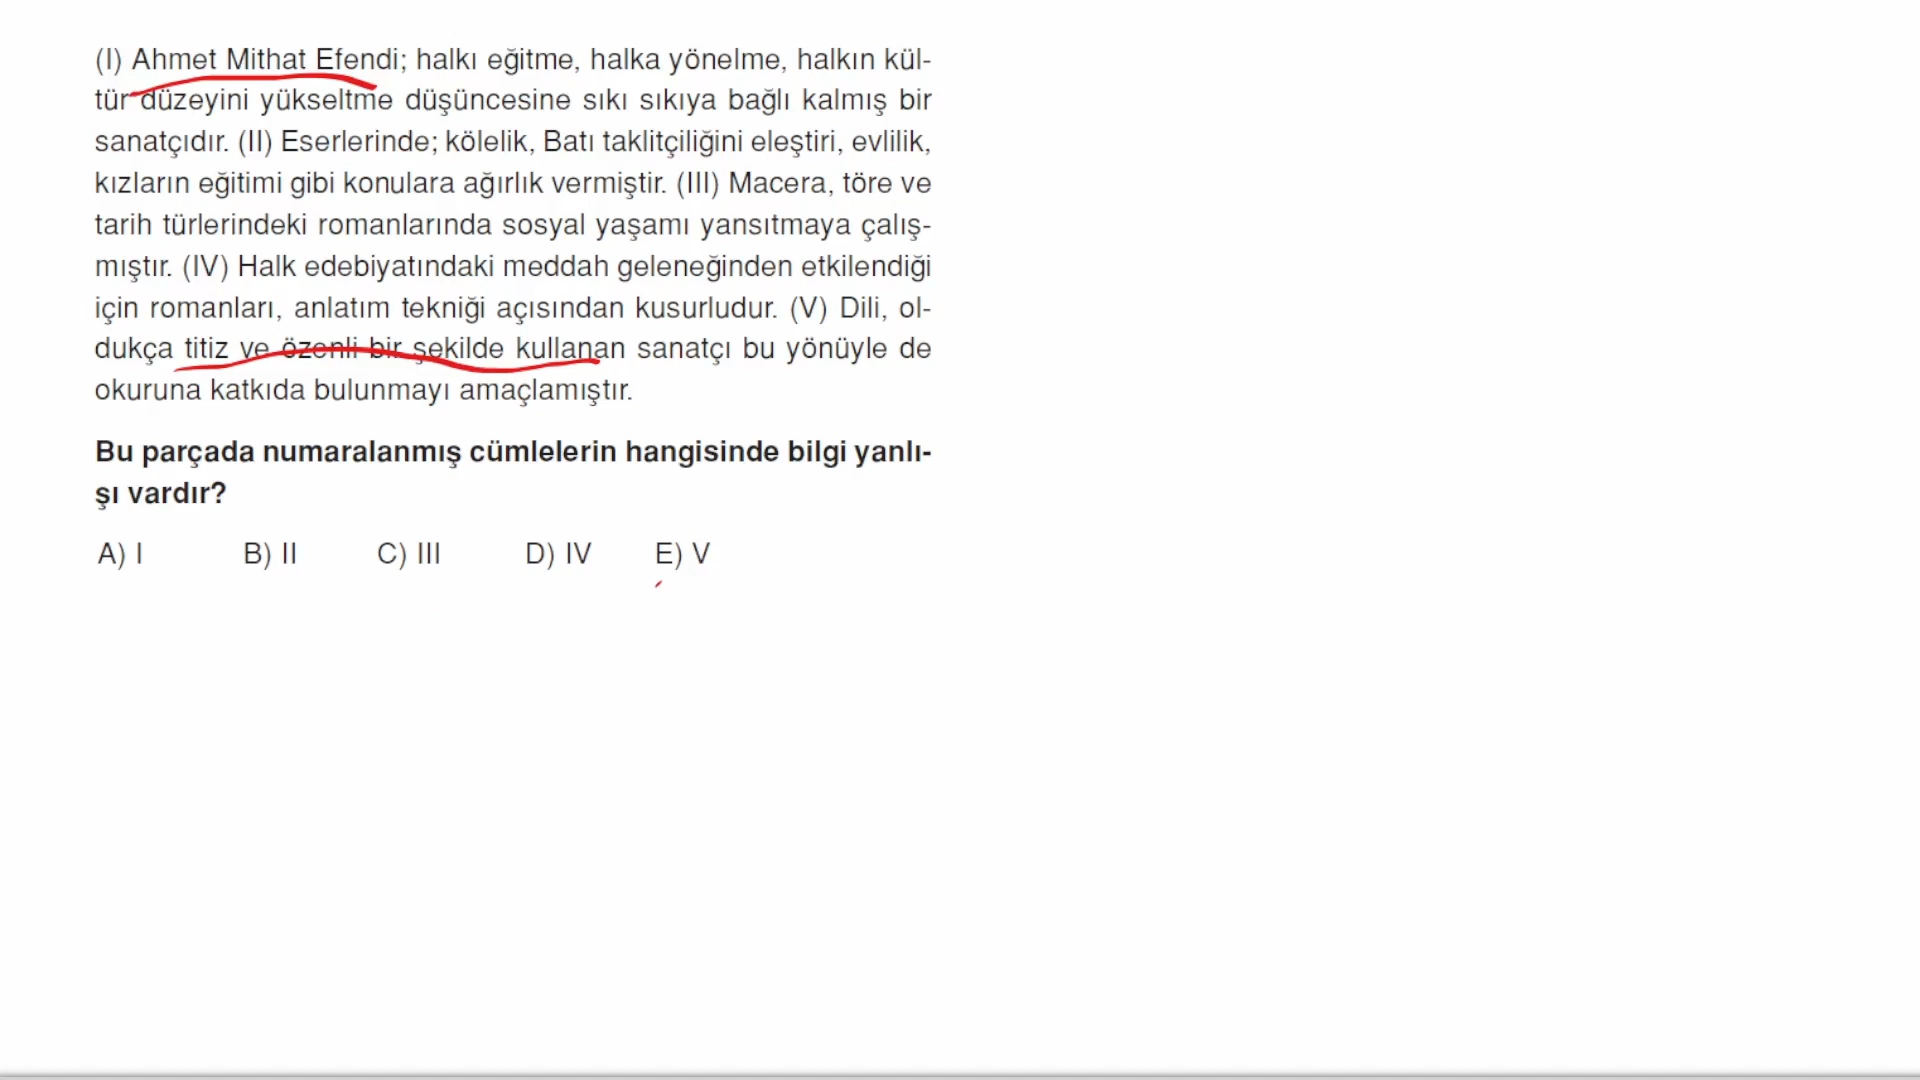 (I) Ahmet Mithat Efendi; halkı eğitme, halka yönelme, halkın kül-
tür düzeyini yükseltme düşüncesine sıkı sıkıya bağlı kalmış bir
sanatçıdır. (II) Eserlerinde; kölelik, Batı taklitçiliğini eleştiri, evlilik,
kızların eğitimi gibi konulara ağırlık vermiştir. (III) Macera, töre ve
tarih türlerindeki romanlarında sosyal yaşamı yansıtmaya çalış-
mıştır. (IV) Halk edebiyatındaki meddah geleneğinden etkilendiği
için romanları, anlatım tekniği açısından kusurludur. (V) Dili, ol-
dukça titiz ve özenli bir şekilde kullanan sanatçı bu yönüyle de
okuruna katkıda bulunmayı amaçlamıştır.
Bu parçada numaralanmış cümlelerin hangisinde bilgi yanlı-
şı vardır?
A) I B) II C) III D) IV E) V